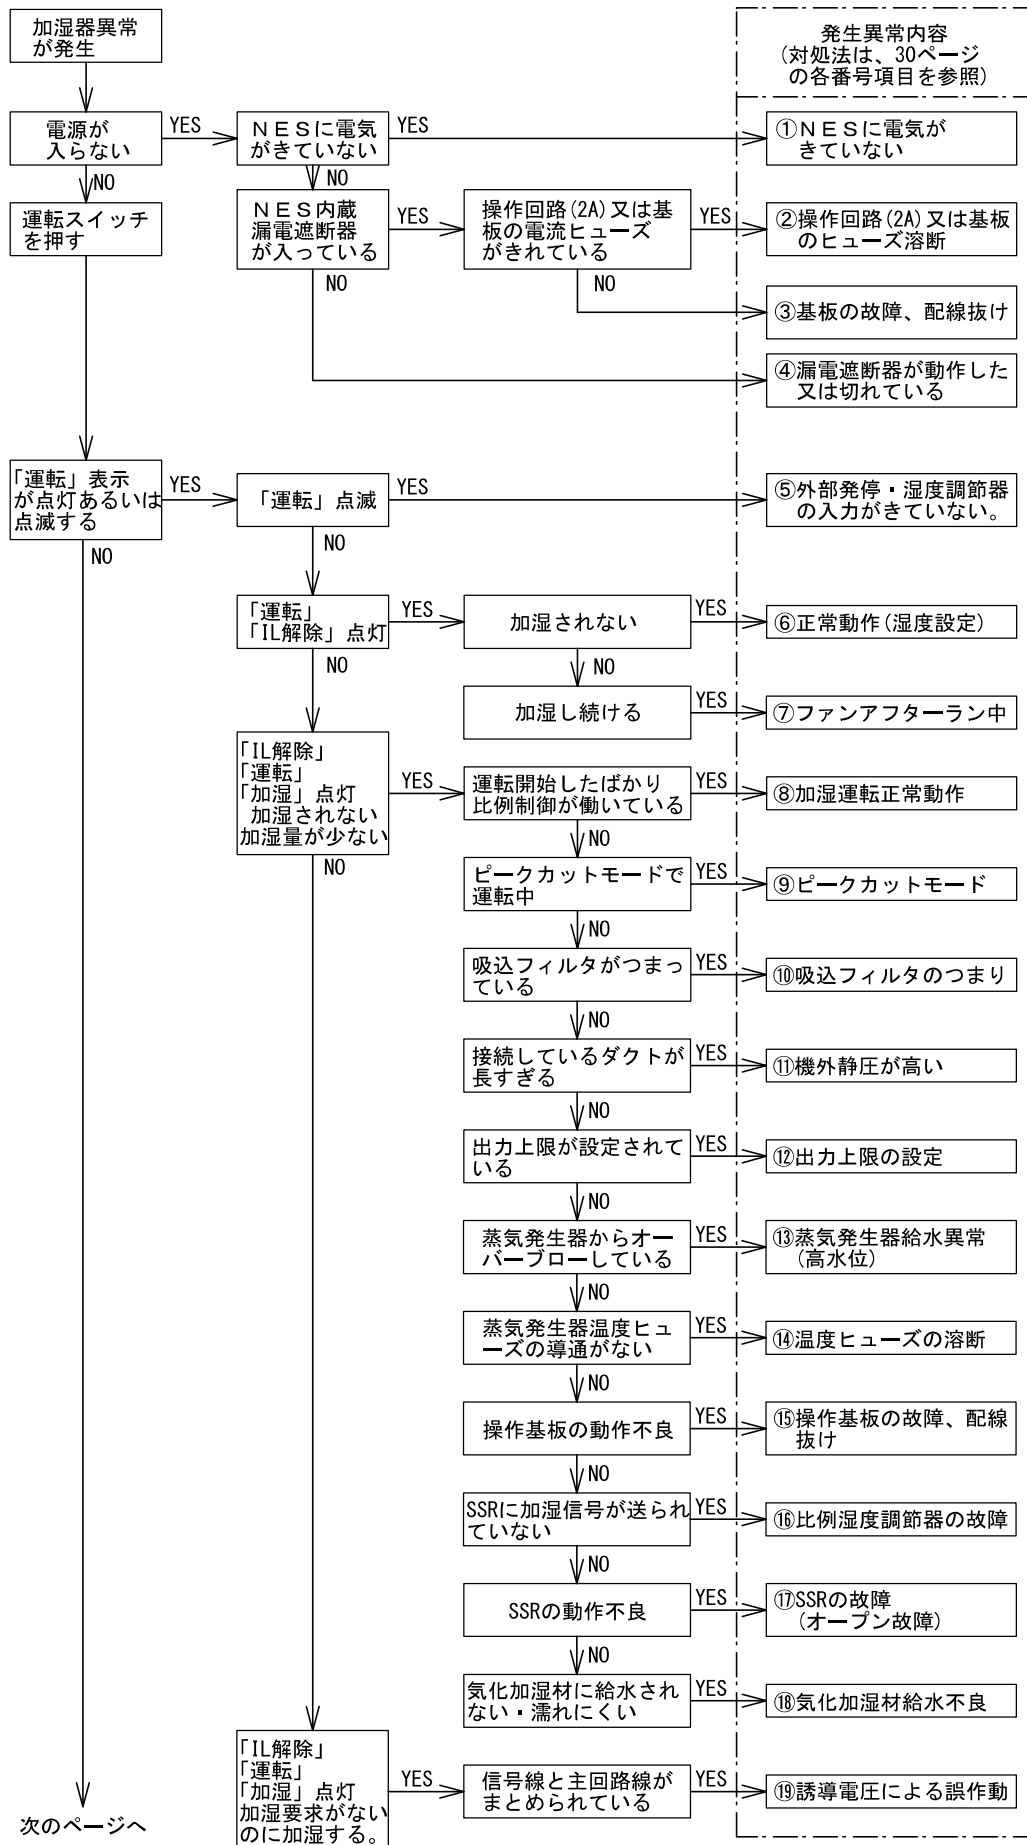 加湿器異常
が発生
発生異常内容
(対処法は、30ページ
の各番号項目を参照)
電源が
入らない
YES
NESに電気
がきていない
YES
①NESに電気が
きていない
NO
NO
運転スイッチ
を押す
NES内蔵
漏電遮断器
が入っている
YES
操作回路(2A)又は基
板の電流ヒューズ
がきれている
YES
②操作回路(2A)又は基板
のヒューズ溶断
NO
NO
③基板の故障、配線抜け
④漏電遮断器が動作した
又は切れている
「運転」表示
が点灯あるいは
点滅する
YES
「運転」点滅
YES
⑤外部発停・湿度調節器
の入力がきていない。
NO
NO
「運転」
「IL解除」点灯
YES
加湿されない
YES
⑥正常動作(湿度設定)
NO
NO
加湿し続ける
YES
⑦ファンアフターラン中
「IL解除」
「運転」
「加湿」点灯
加湿されない
加湿量が少ない
YES
運転開始したばかり
比例制御が働いている
YES
⑧加湿運転正常動作
NO
NO
ピークカットモードで
運転中
YES
⑨ピークカットモード
NO
吸込フィルタがつまっ
ている
YES
⑩吸込フィルタのつまり
NO
接続しているダクトが
長すぎる
YES
⑪機外静圧が高い
NO
出力上限が設定されて
いる
YES
⑫出力上限の設定
NO
蒸気発生器からオー
バーブローしている
YES
⑬蒸気発生器給水異常
(高水位)
NO
蒸気発生器温度ヒュ
ーズの導通がない
YES
⑭温度ヒューズの溶断
NO
操作基板の動作不良
YES
⑮操作基板の故障、配線
抜け
NO
SSRに加湿信号が送られ
ていない
YES
⑯比例湿度調節器の故障
NO
SSRの動作不良
YES
⑰SSRの故障
(オープン故障)
NO
気化加湿材に給水され
ない・濡れにくい
YES
⑱気化加湿材給水不良
「IL解除」
「運転」
「加湿」点灯
加湿要求がない
のに加湿する。
YES
信号線と主回路線が
まとめられている
YES
⑲誘導電圧による誤作動
次のページへ